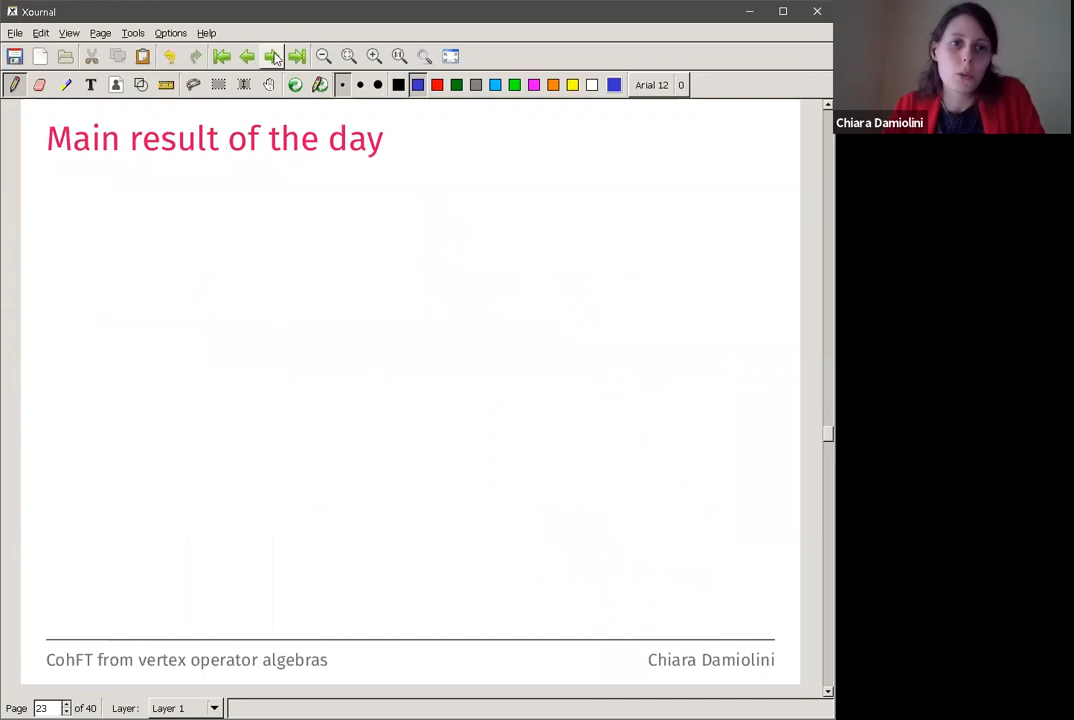 Xournal
File Edit View Page Tools Options Help
T Arial 12 0
Chiara Damiolini
Main result of the day
CohFT from vertex operator algebras Chiara Damiolini
Page 23 of 40 Layer: Layer 1